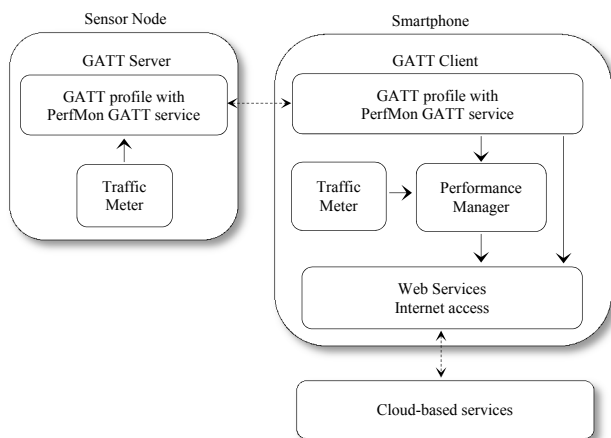 Sensor Node
GATT Server
GATT profile with
PerfMon GATT service
Traffic
Meter
Smartphone
GATT Client
GATT profile with
PerfMon GATT service
Traffic
Meter
Performance
Manager
Web Services
Internet access
Cloud-based services